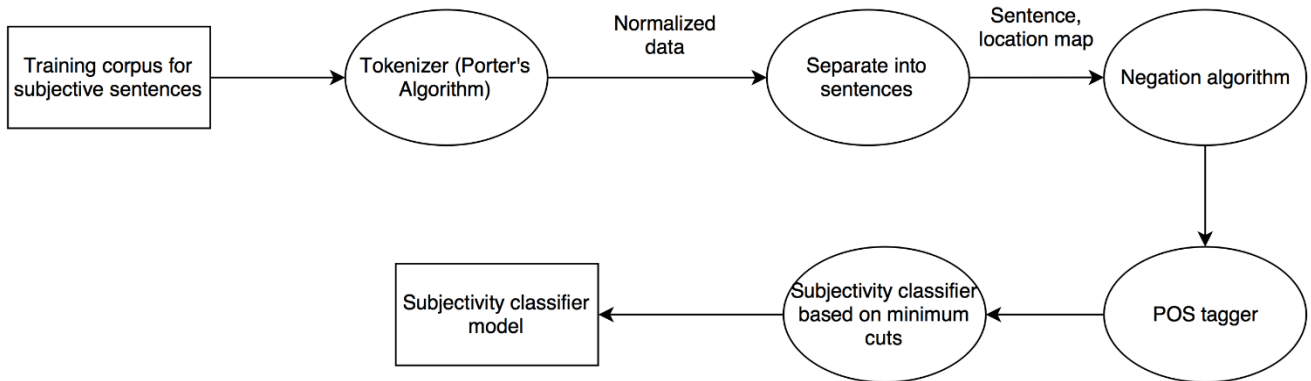 Training corpus for
subjective sentences
Tokenizer (Porter's
Algorithm)
Normalized
data
Separate into
sentences
Sentence,
location map
Negation algorithm
Subjectivity classifier
model
Subjectivity classifier
based on minimum
cuts
POS tagger